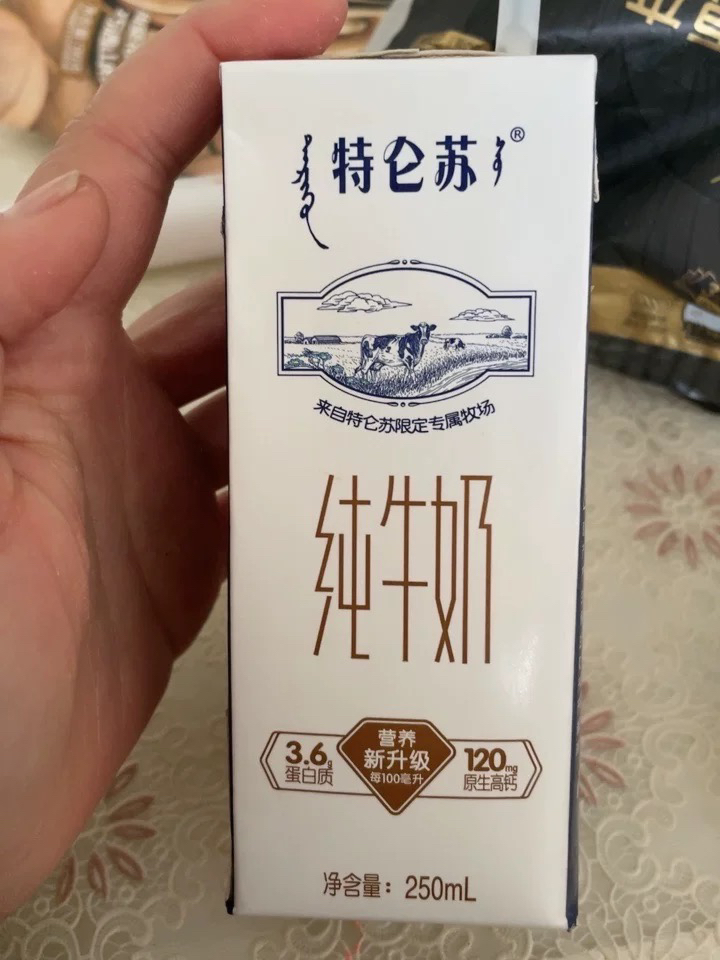 特仑苏®
来自特仑苏限定专属牧场
纯牛奶
3.6g
蛋白质
营养
新升级
每100毫升
120mg
原生高钙
净含量：250mL